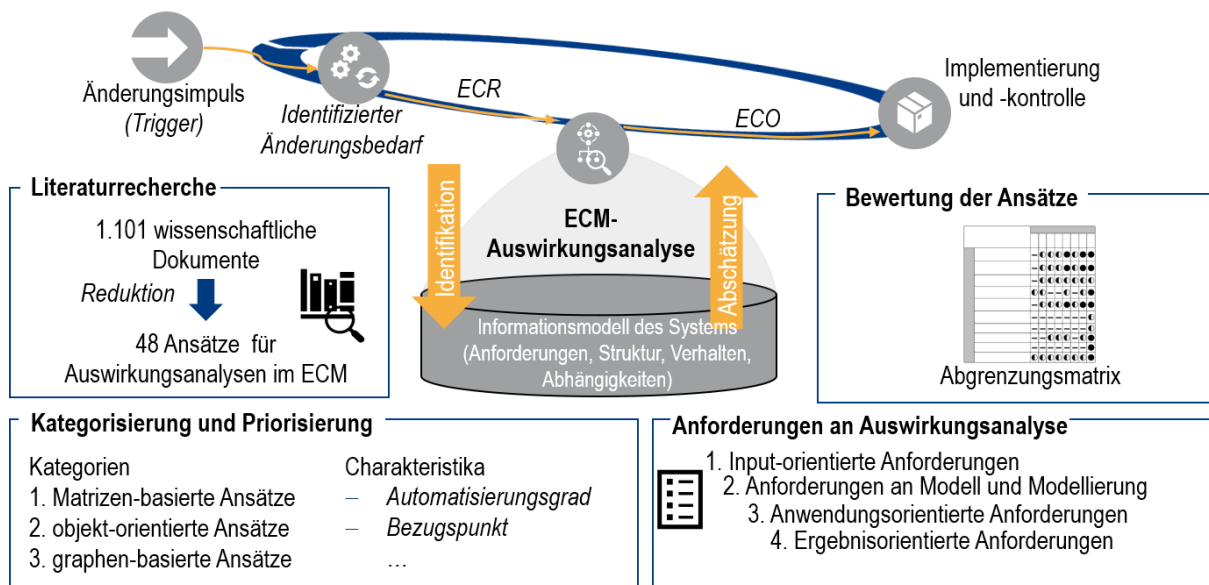 Änderungsimpuls
(Trigger)
Identifizierter
Änderungsbedarf
ECR
ECO
Implementierung
und -kontrolle
Literaturrecherche
1.101 wissenschaftliche
Dokumente
Reduktion
48 Ansätze für
Auswirkungsanalysen im ECM
Identifikation
ECM-
Auswirkungsanalyse
Abschätzung
Informationsmodell des Systems
(Anforderungen, Struktur, Verhalten,
Abhängigkeiten)
Bewertung der Ansätze
Abgrenzungsmatrix
Kategorisierung und Priorisierung
Kategorien
1. Matrizen-basierte Ansätze
2. objekt-orientierte Ansätze
3. graphen-basierte Ansätze
Charakteristika
– Automatisierungsgrad
– Bezugspunkt
…
Anforderungen an Auswirkungsanalyse
1. Input-orientierte Anforderungen
2. Anforderungen an Modell und Modellierung
3. Anwendungsorientierte Anforderungen
4. Ergebnisorientierte Anforderungen